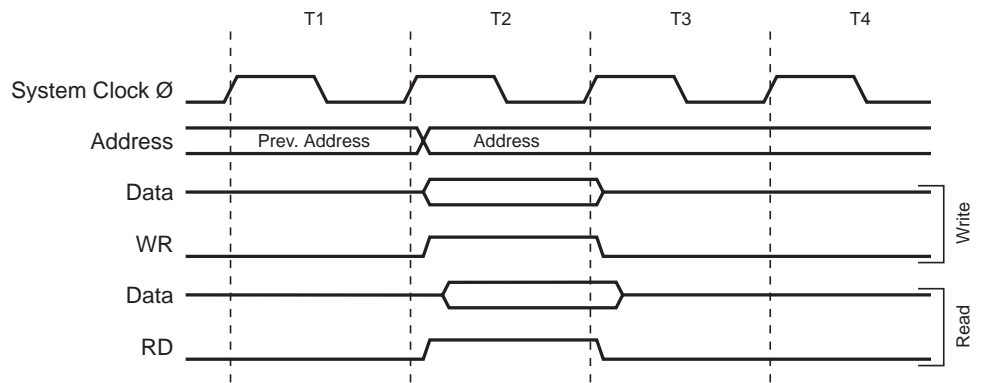 T1 T2 T3 T4
System Clock Ø
Address Prev. Address Address
Data
WR
Write
Data
RD
Read